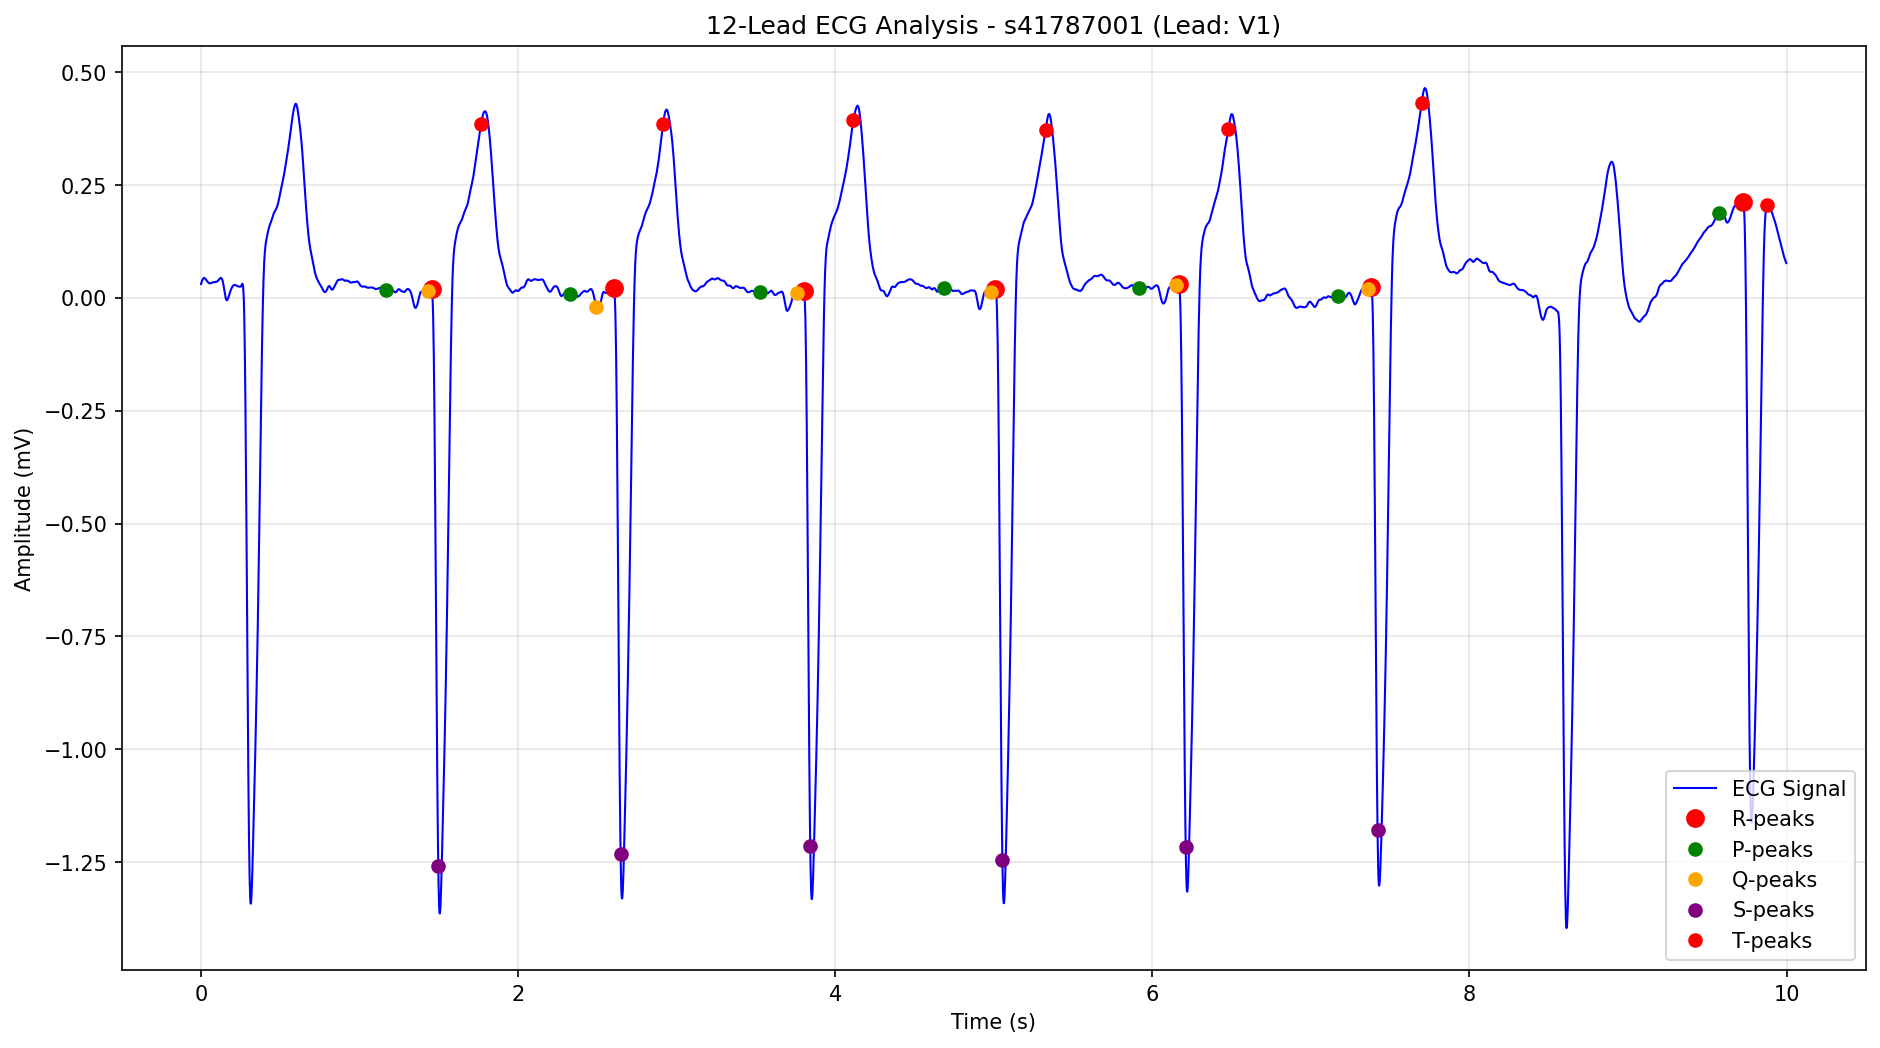 12-Lead ECG Analysis - s41787001 (Lead: V1)
Amplitude (mV)
0.50
0.25
0.00
−0.25
−0.50
−0.75
−1.00
−1.25
ECG Signal
R-peaks
P-peaks
Q-peaks
S-peaks
T-peaks
0 2 4 6 8 10
Time (s)